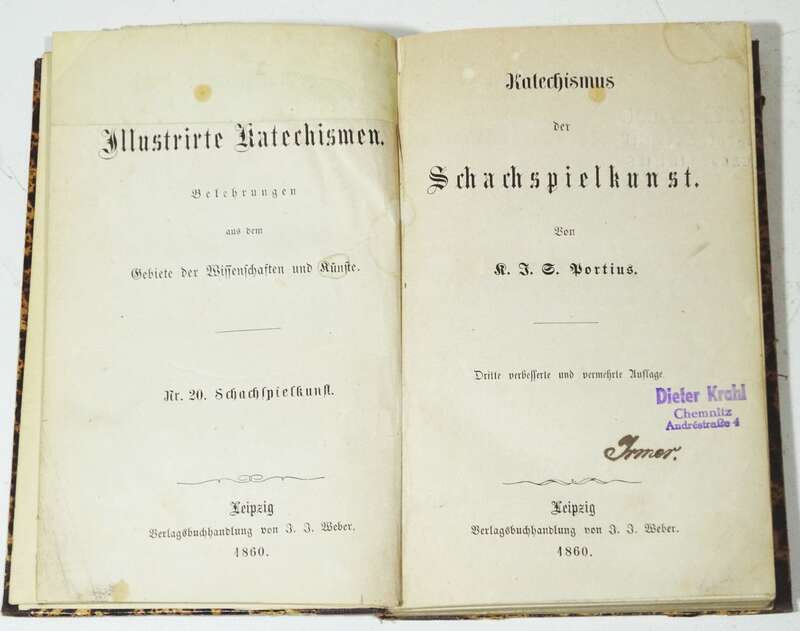 Illustrirte Katechismen.
Belehrungen
aus dem
Gebiete der Wissenschaften und Künste.
Nr. 20. Schachspielkunst.
Leipzig
Verlagsbuchhandlung von J. J. Weber.
1860.
Katechismus
der
Schachspielkunst.
Von
K. J. S. Portius.
Dritte verbesserte und vermehrte Auflage.
Dieter Krahl
Chemnitz
Andréstraße 4
Irmer.
Leipzig
Verlagsbuchhandlung von J. J. Weber.
1860.